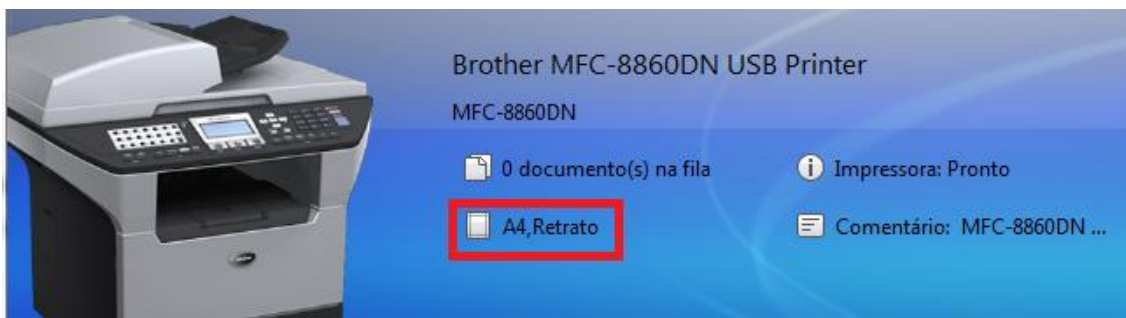 Brother MFC-8860DN USB Printer
MFC-8860DN
0 documento(s) na fila
Impressora: Pronto
A4,Retrato
Comentário: MFC-8860DN ...